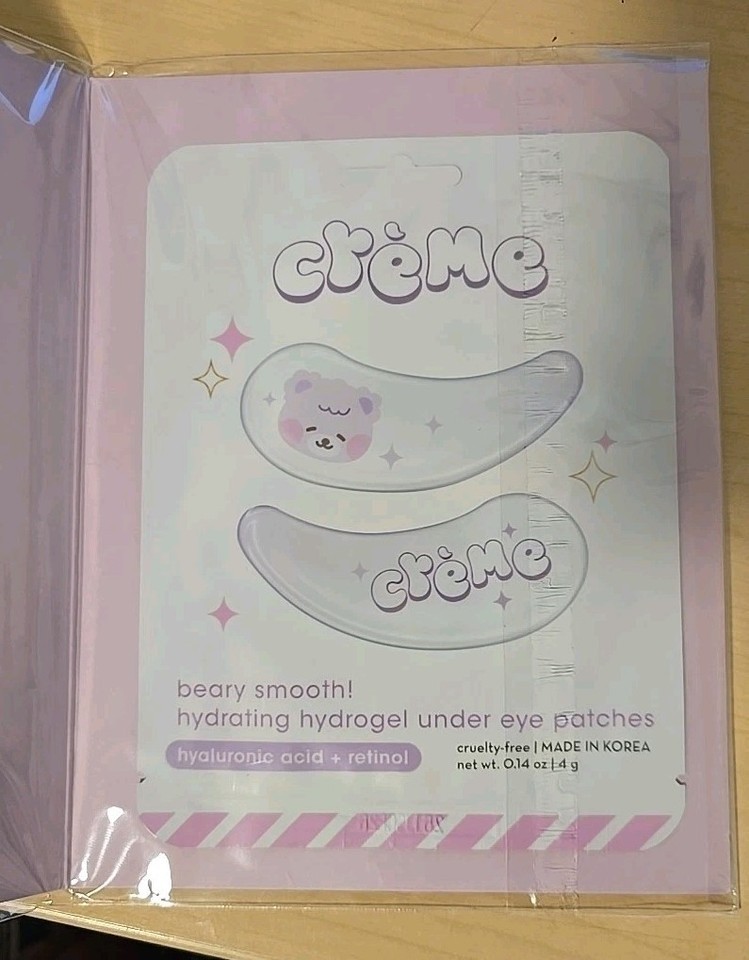 crème
crème
beary smooth!
hydrating hydrogel under eye patches
hyaluronic acid + retinol
cruelty-free | MADE IN KOREA
net wt. 0.14 oz | 4 g